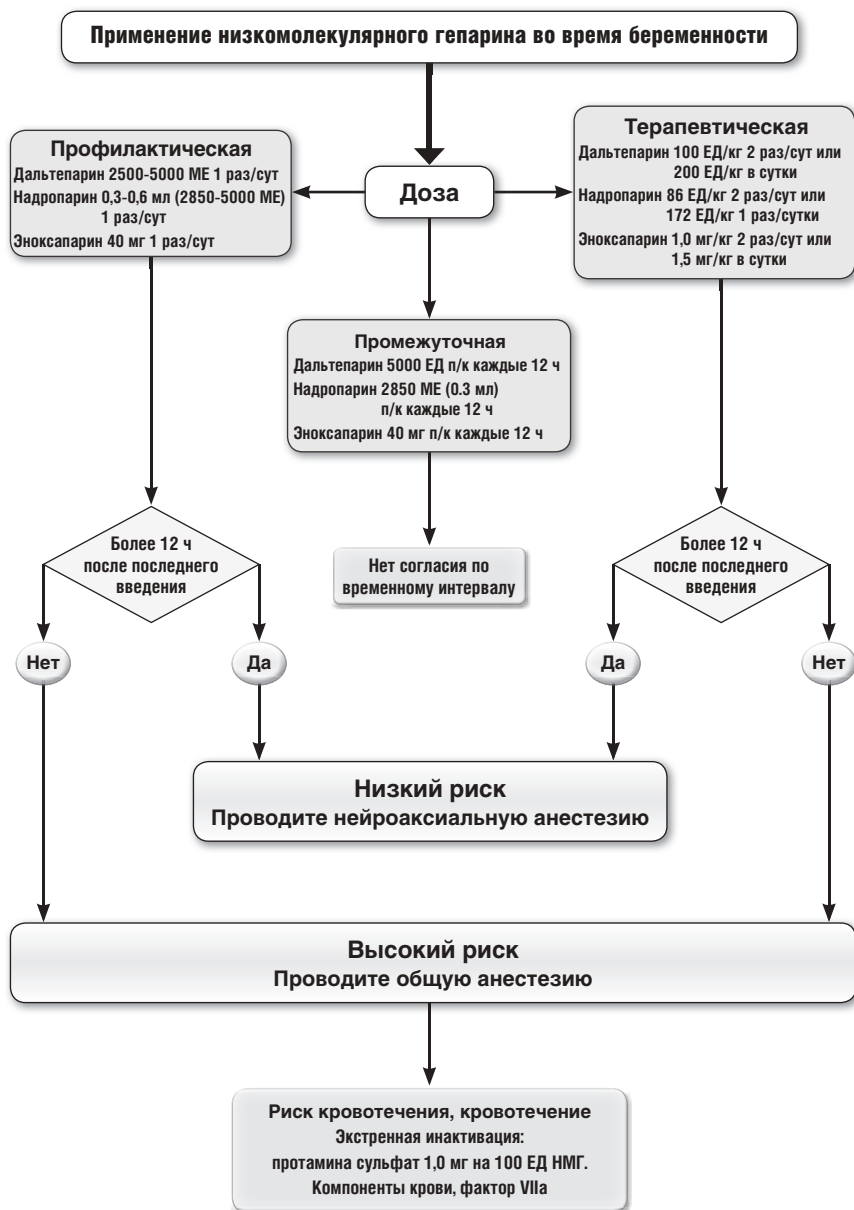 Применение низкомолекулярного гепарина во время беременности
Профилактическая
Дальтепарин 2500-5000 МЕ 1 раз/сут
Надропарин 0,3-0,6 мл (2850-5000 МЕ)
1 раз/сут
Эноксапарин 40 мг 1 раз/сут
Доза
Терапевтическая
Дальтепарин 100 ЕД/кг 2 раз/сут или
200 ЕД/кг в сутки
Надропарин 86 ЕД/кг 2 раз/сут или
172 ЕД/кг 1 раз/сутки
Эноксапарин 1,0 мг/кг 2 раз/сут или
1,5 мг/кг в сутки
Промежуточная
Дальтепарин 5000 ЕД п/к каждые 12 ч
Надропарин 2850 МЕ (0.3 мл)
п/к каждые 12 ч
Эноксапарин 40 мг п/к каждые 12 ч
Более 12 ч
после последнего
введения
Нет согласия по
временному интервалу
Более 12 ч
после последнего
введения
Нет
Да
Да
Нет
Низкий риск
Проводите нейроаксиальную анестезию
Высокий риск
Проводите общую анестезию
Риск кровотечения, кровотечение
Экстренная инактивация:
протамина сульфат 1,0 мг на 100 ЕД НМГ.
Компоненты крови, фактор VIIa